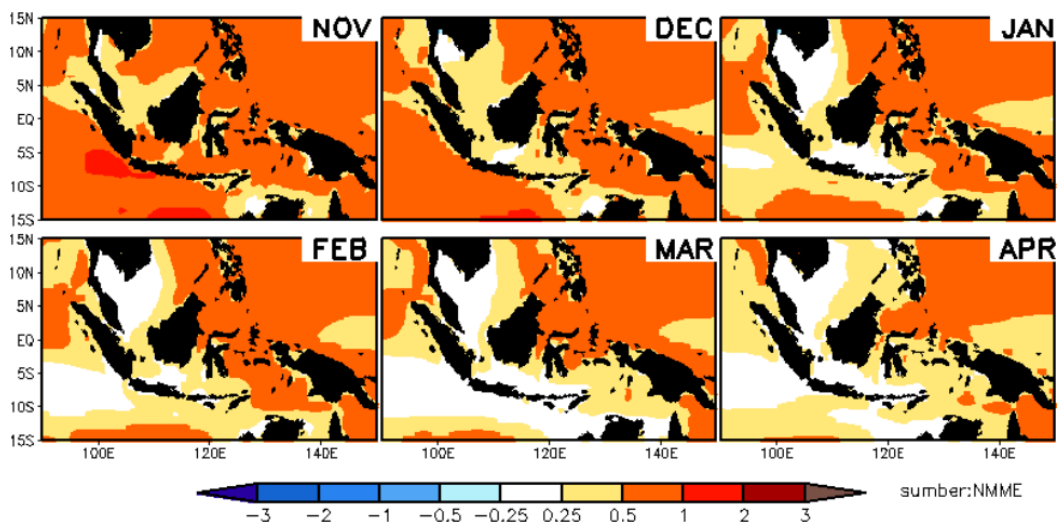 15N NOV DEC JAN
10N
5N
EQ
5S
10S
15S
15N FEB MAR APR
10N
5N
EQ
5S
10S
15S
100E 120E 140E 100E 120E 140E 100E 120E 140E
sumber:NMME
-3 -2 -1 -0.5 -0.25 0.25 0.5 1 2 3